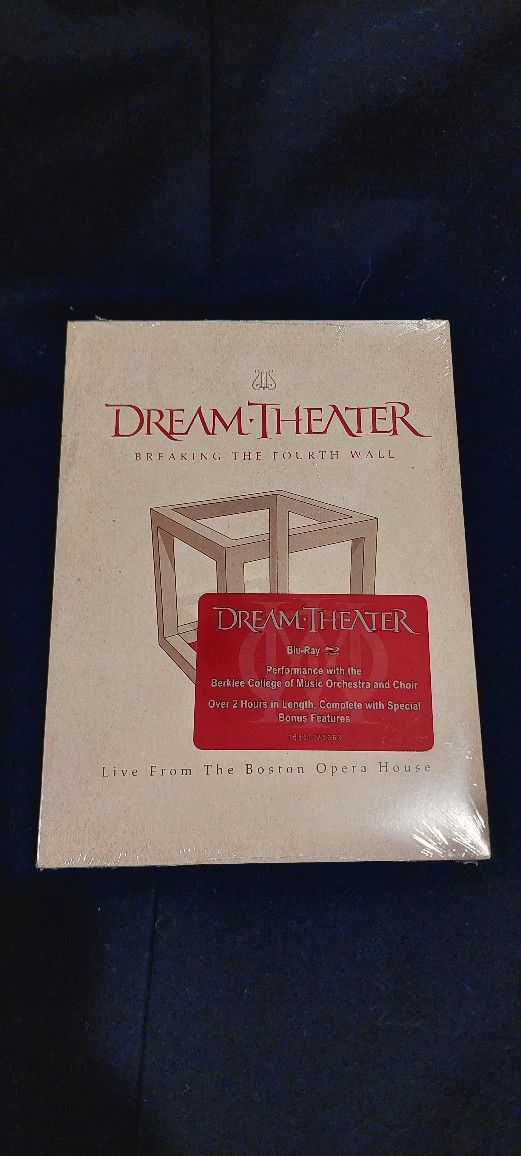 DREAM·THEATER
BREAKING THE FOURTH WALL
DREAM·THEATER
Blu-Ray
Performance with the
Berklee College of Music Orchestra and Choir
Over 2 Hours in Length. Complete with Special
Bonus Features
Live From The Boston Opera House